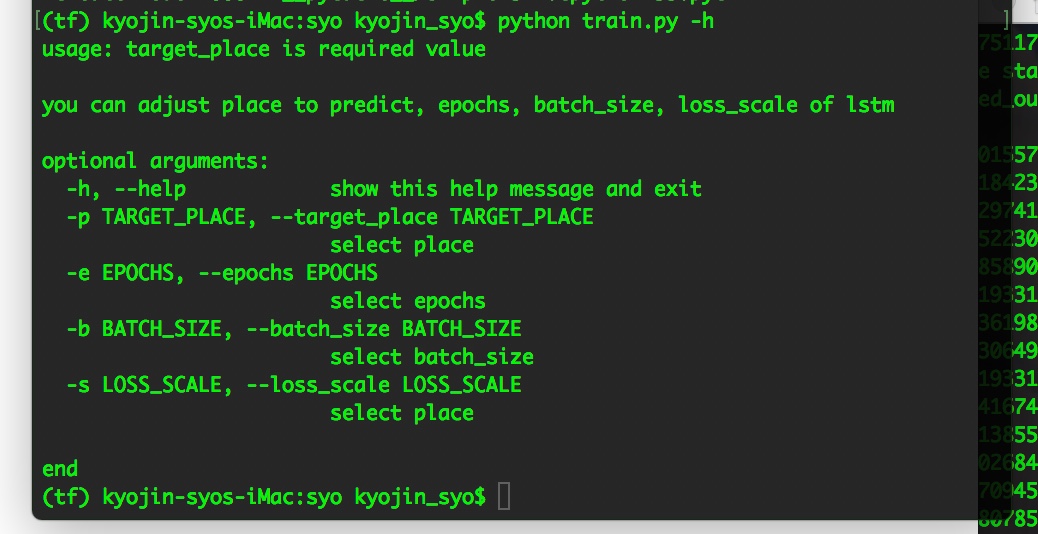 [(tf) kyojin-syos-iMac:syo kyojin_syo$ python train.py -h ]
usage: target_place is required value
you can adjust place to predict, epochs, batch_size, loss_scale of lstm
optional arguments:
-h, --help show this help message and exit
-p TARGET_PLACE, --target_place TARGET_PLACE
select place
-e EPOCHS, --epochs EPOCHS
select epochs
-b BATCH_SIZE, --batch_size BATCH_SIZE
select batch_size
-s LOSS_SCALE, --loss_scale LOSS_SCALE
select place
end
(tf) kyojin-syos-iMac:syo kyojin_syo$
75117
e sta
ed_ou
01557
18423
29741
52230
85890
19331
36198
30649
19331
41674
13855
02684
70945
80785